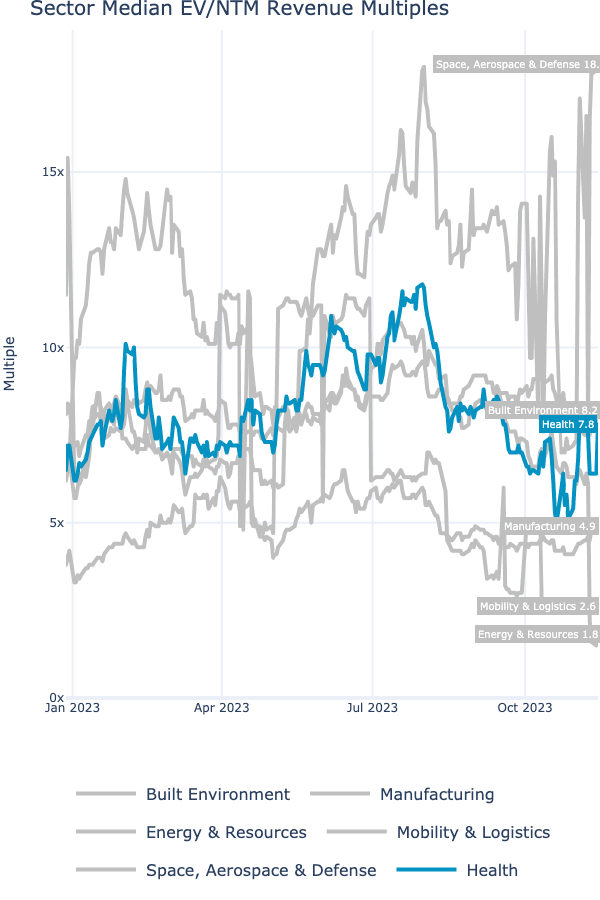 Sector Median EV/NTM Revenue Multiples
Space, Aerospace & Defense 18.
15x
10x
Multiple
Built Environment 8.2
Health 7.8
5x
Manufacturing 4.9
Mobility & Logistics 2.6
Energy & Resources 1.8
0x
Jan 2023 Apr 2023 Jul 2023 Oct 2023
Built Environment Manufacturing
Energy & Resources Mobility & Logistics
Space, Aerospace & Defense Health